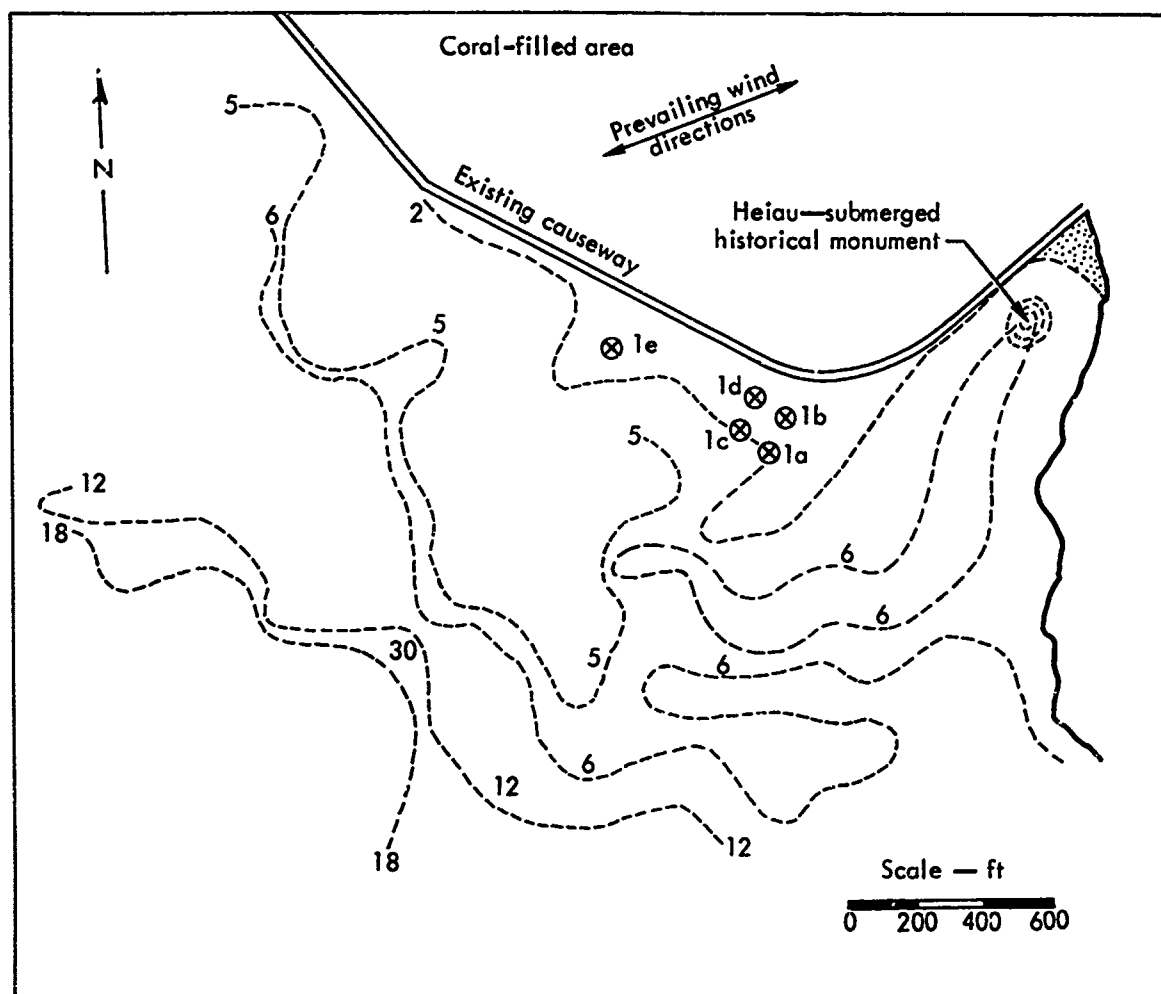 Coral-filled area
Prevailing wind
directions
N
5
Existing causeway
2
6
Heiau—submerged
historical monument
5
1e
1d
1b
1c
1a
5
12
18
6
6
30
5
6
6
12
12
18
Scale — ft
0 200 400 600